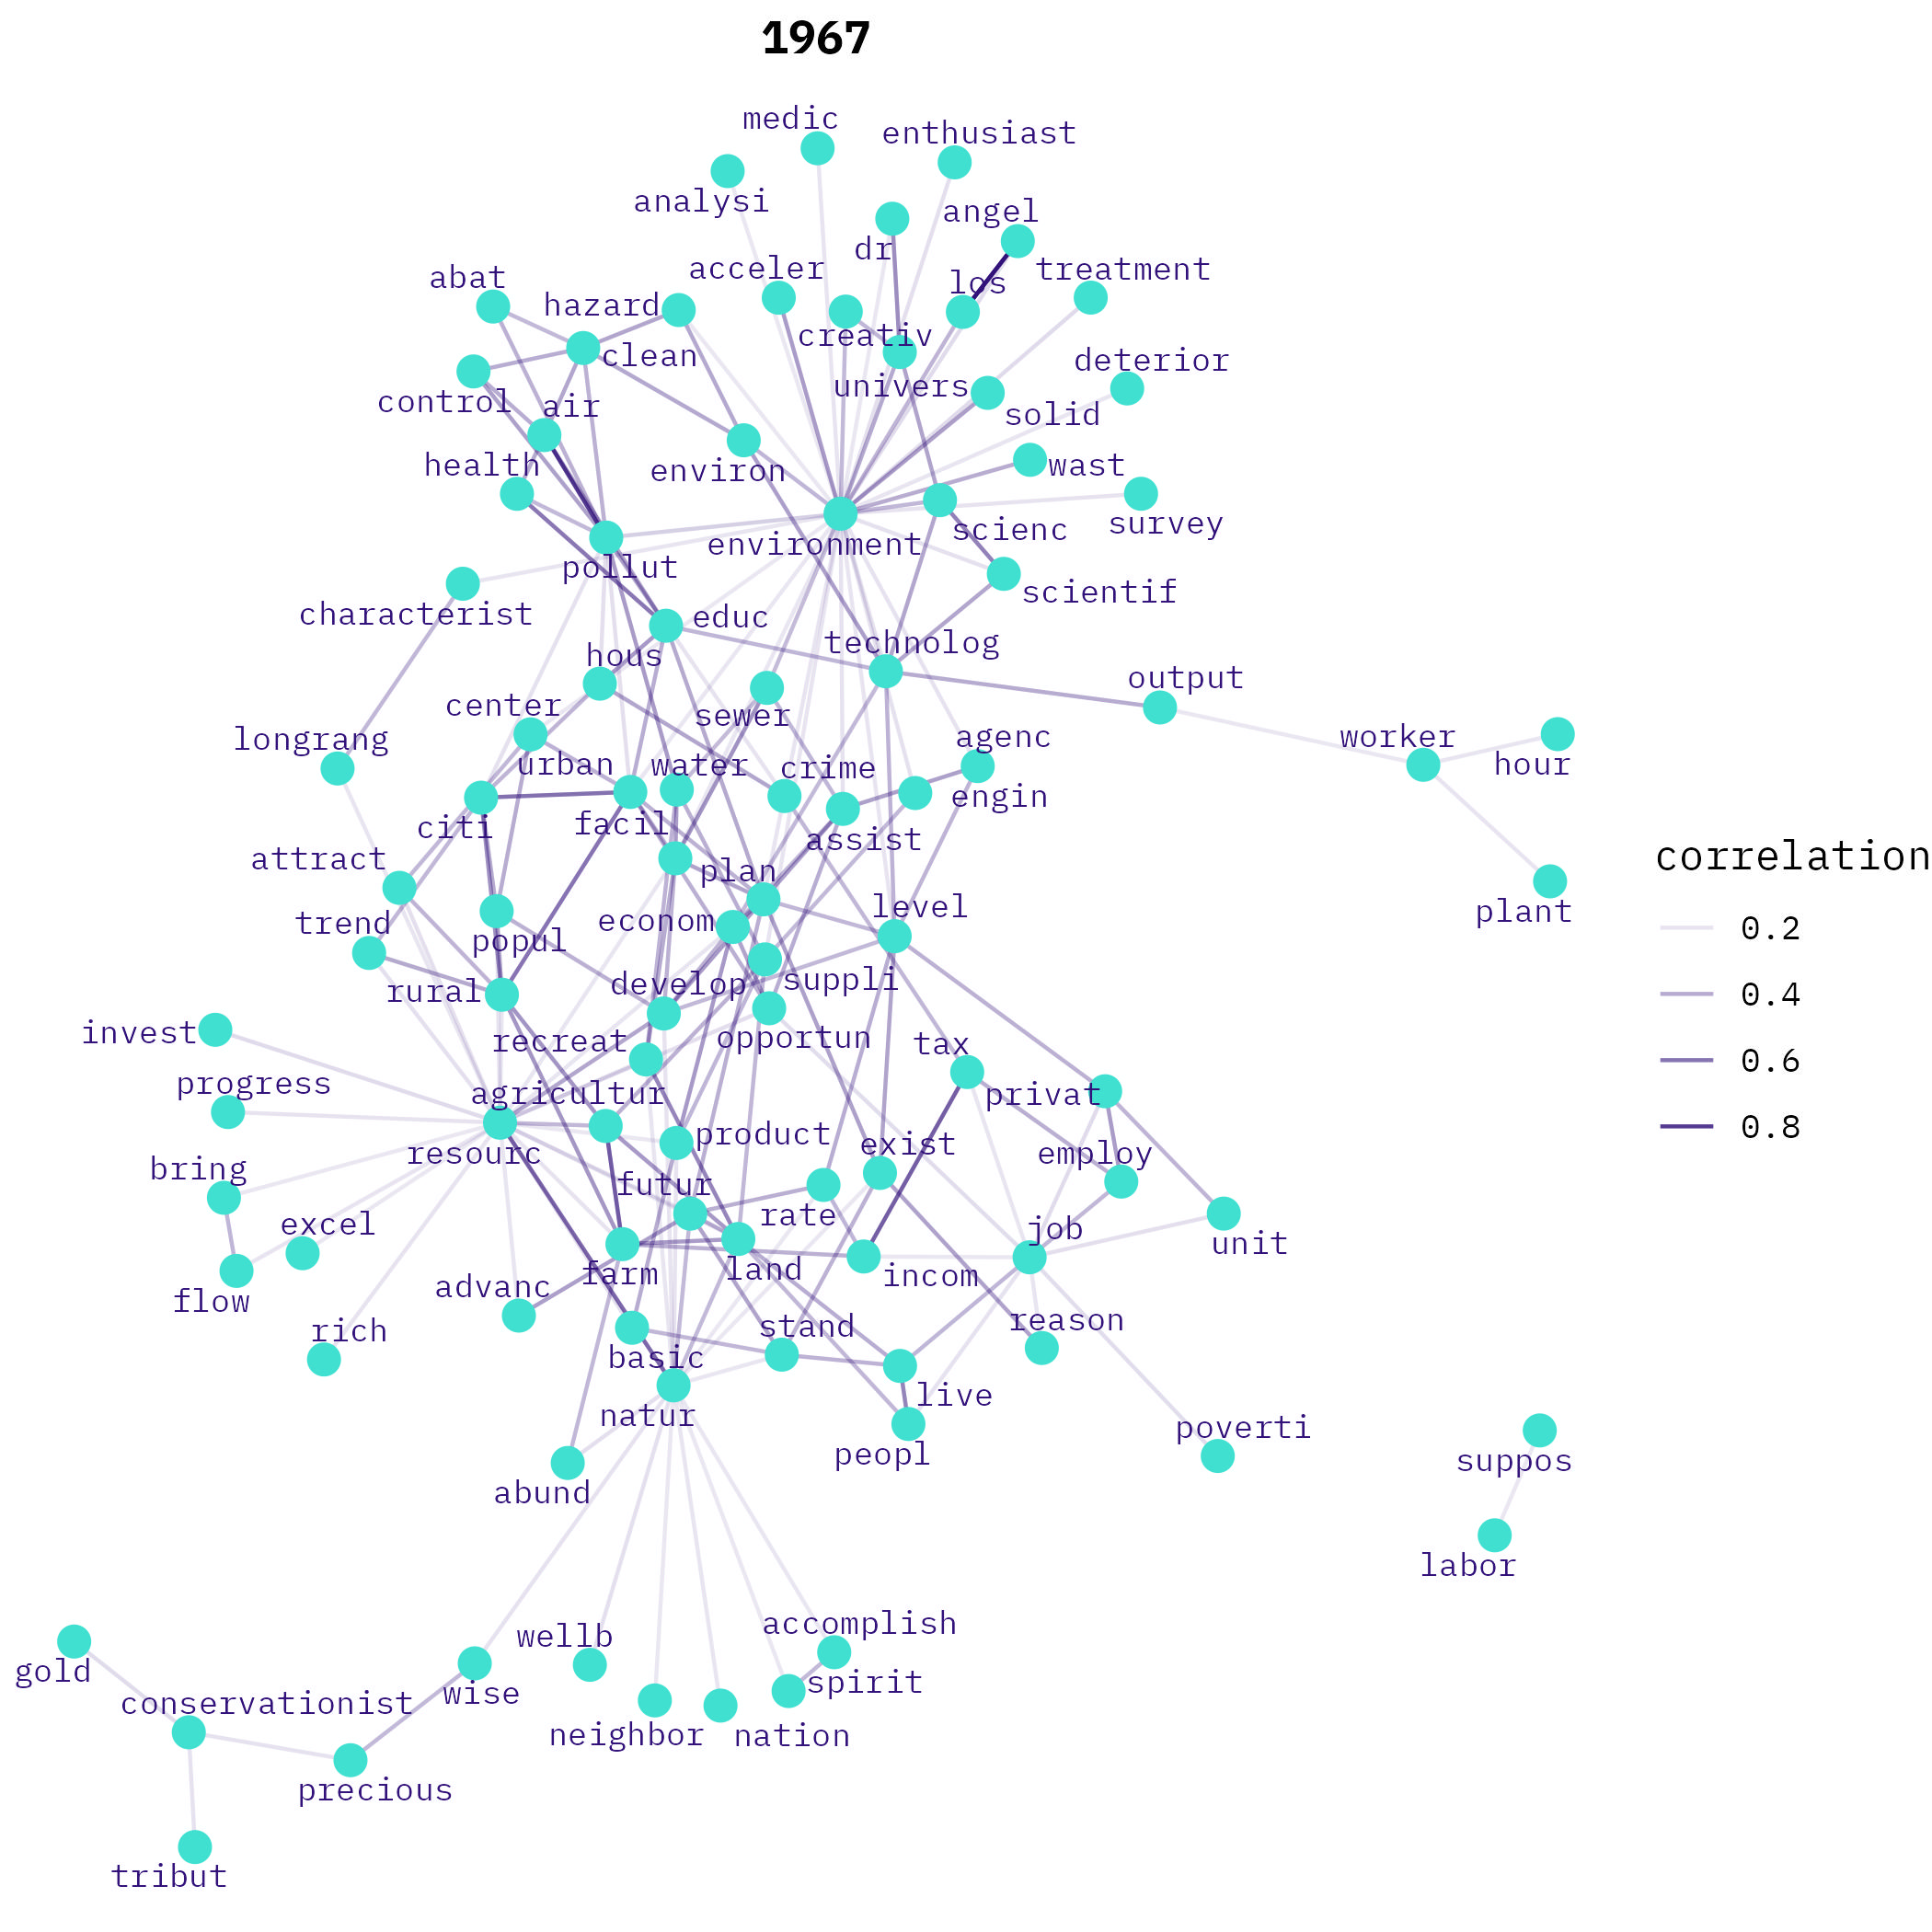 1967
medic
enthusiast
analysi
angel
dr
acceler
los
treatment
abat
hazard
creativ
clean
deterior
univers
control
air
solid
health
environ
wast
survey
scienc
environment
pollut
scientif
characterist
educ
technolog
hous
output
center
sewer
longrang
agenc
worker
urban
water
crime
hour
engin
citi
facil
assist
attract
plan
correlation
level
plant
trend
econom
0.2
popul
develop
suppli
rural
0.4
invest
recreat
opportun
tax
0.6
progress
agricultur
privat
product
exist
0.8
resourc
employ
bring
futur
rate
excel
job
unit
farm
land
incom
advanc
flow
rich
stand
reason
basic
live
natur
poverti
peopl
suppos
abund
labor
accomplish
wellb
gold
spirit
wise
conservationist
neighbor
nation
precious
tribut